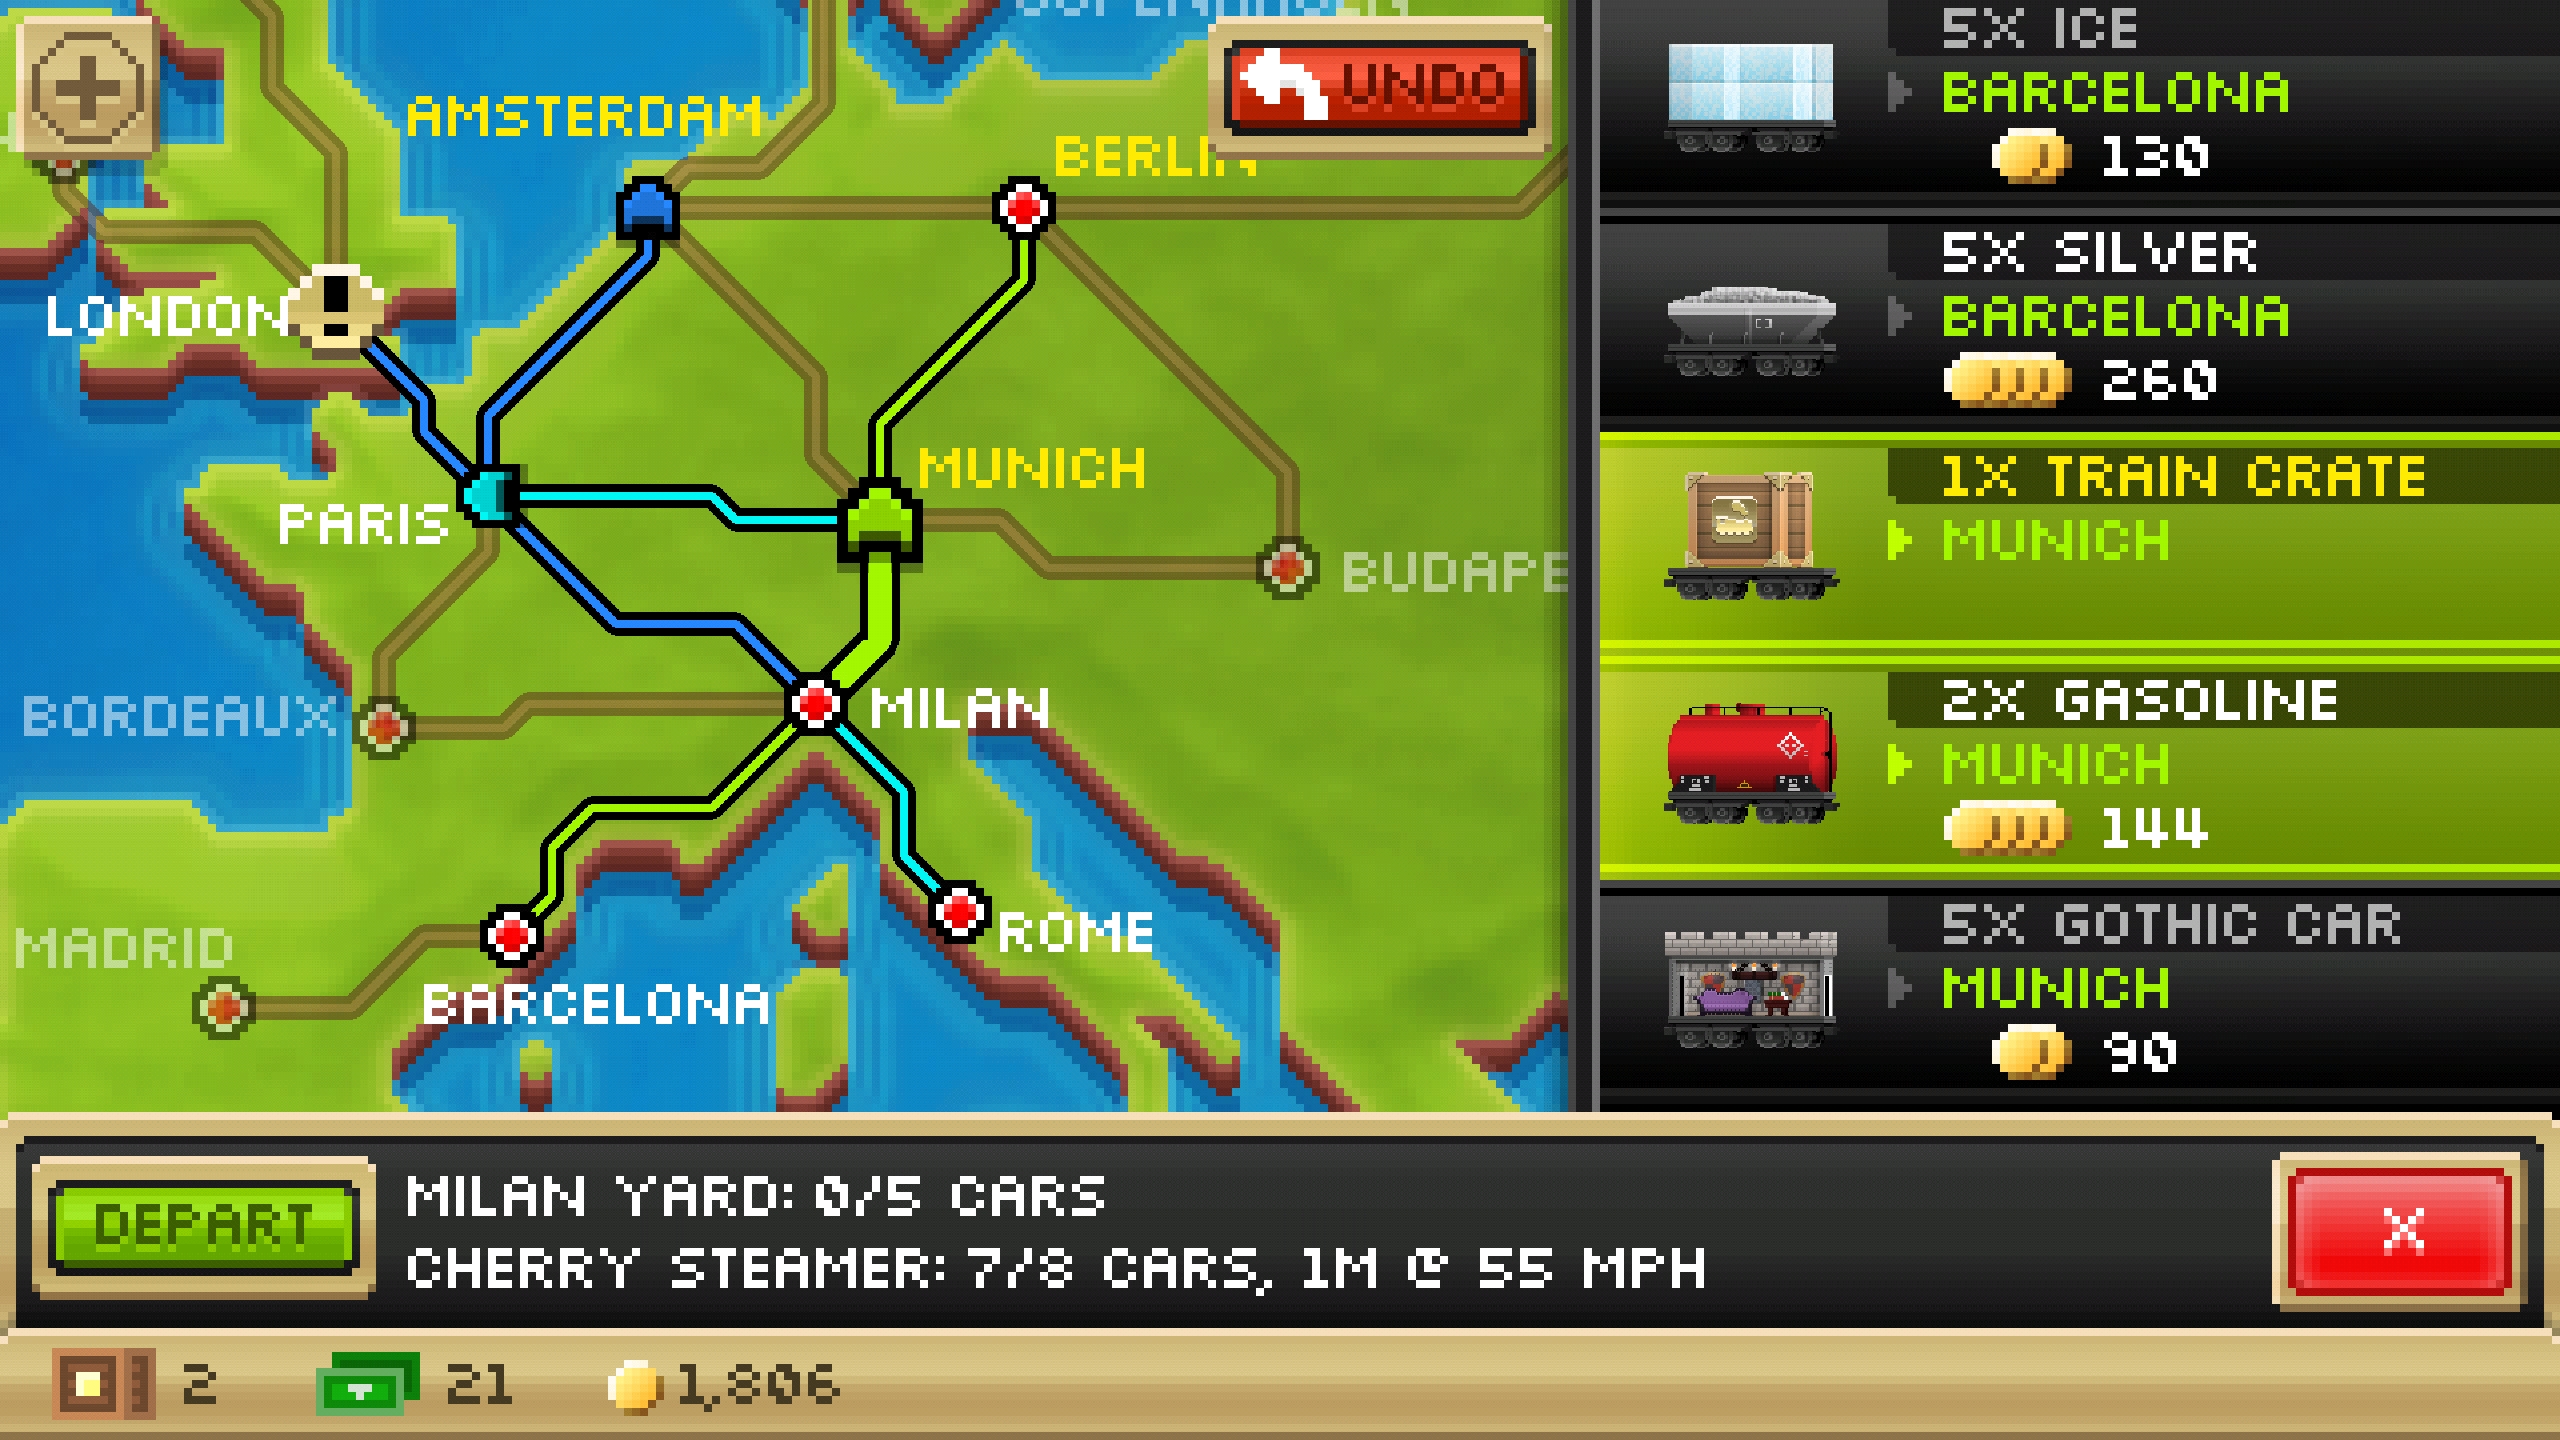 AMSTERDAM
UNDO
LONDON
MUNICH
PARIS
BORDEAUX
MILAN
MADRID
ROME
BARCELONA
5X ICE
BARCELONA
130
5X SILVER
BARCELONA
260
1X TRAIN CRATE
MUNICH
2X GASOLINE
MUNICH
144
5X GOTHIC CAR
MUNICH
90
DEPART
MILAN YARD: 0/5 CARS
CHERRY STEAMER: 7/8 CARS, 1M @ 55 MPH
X
2
21
1,806